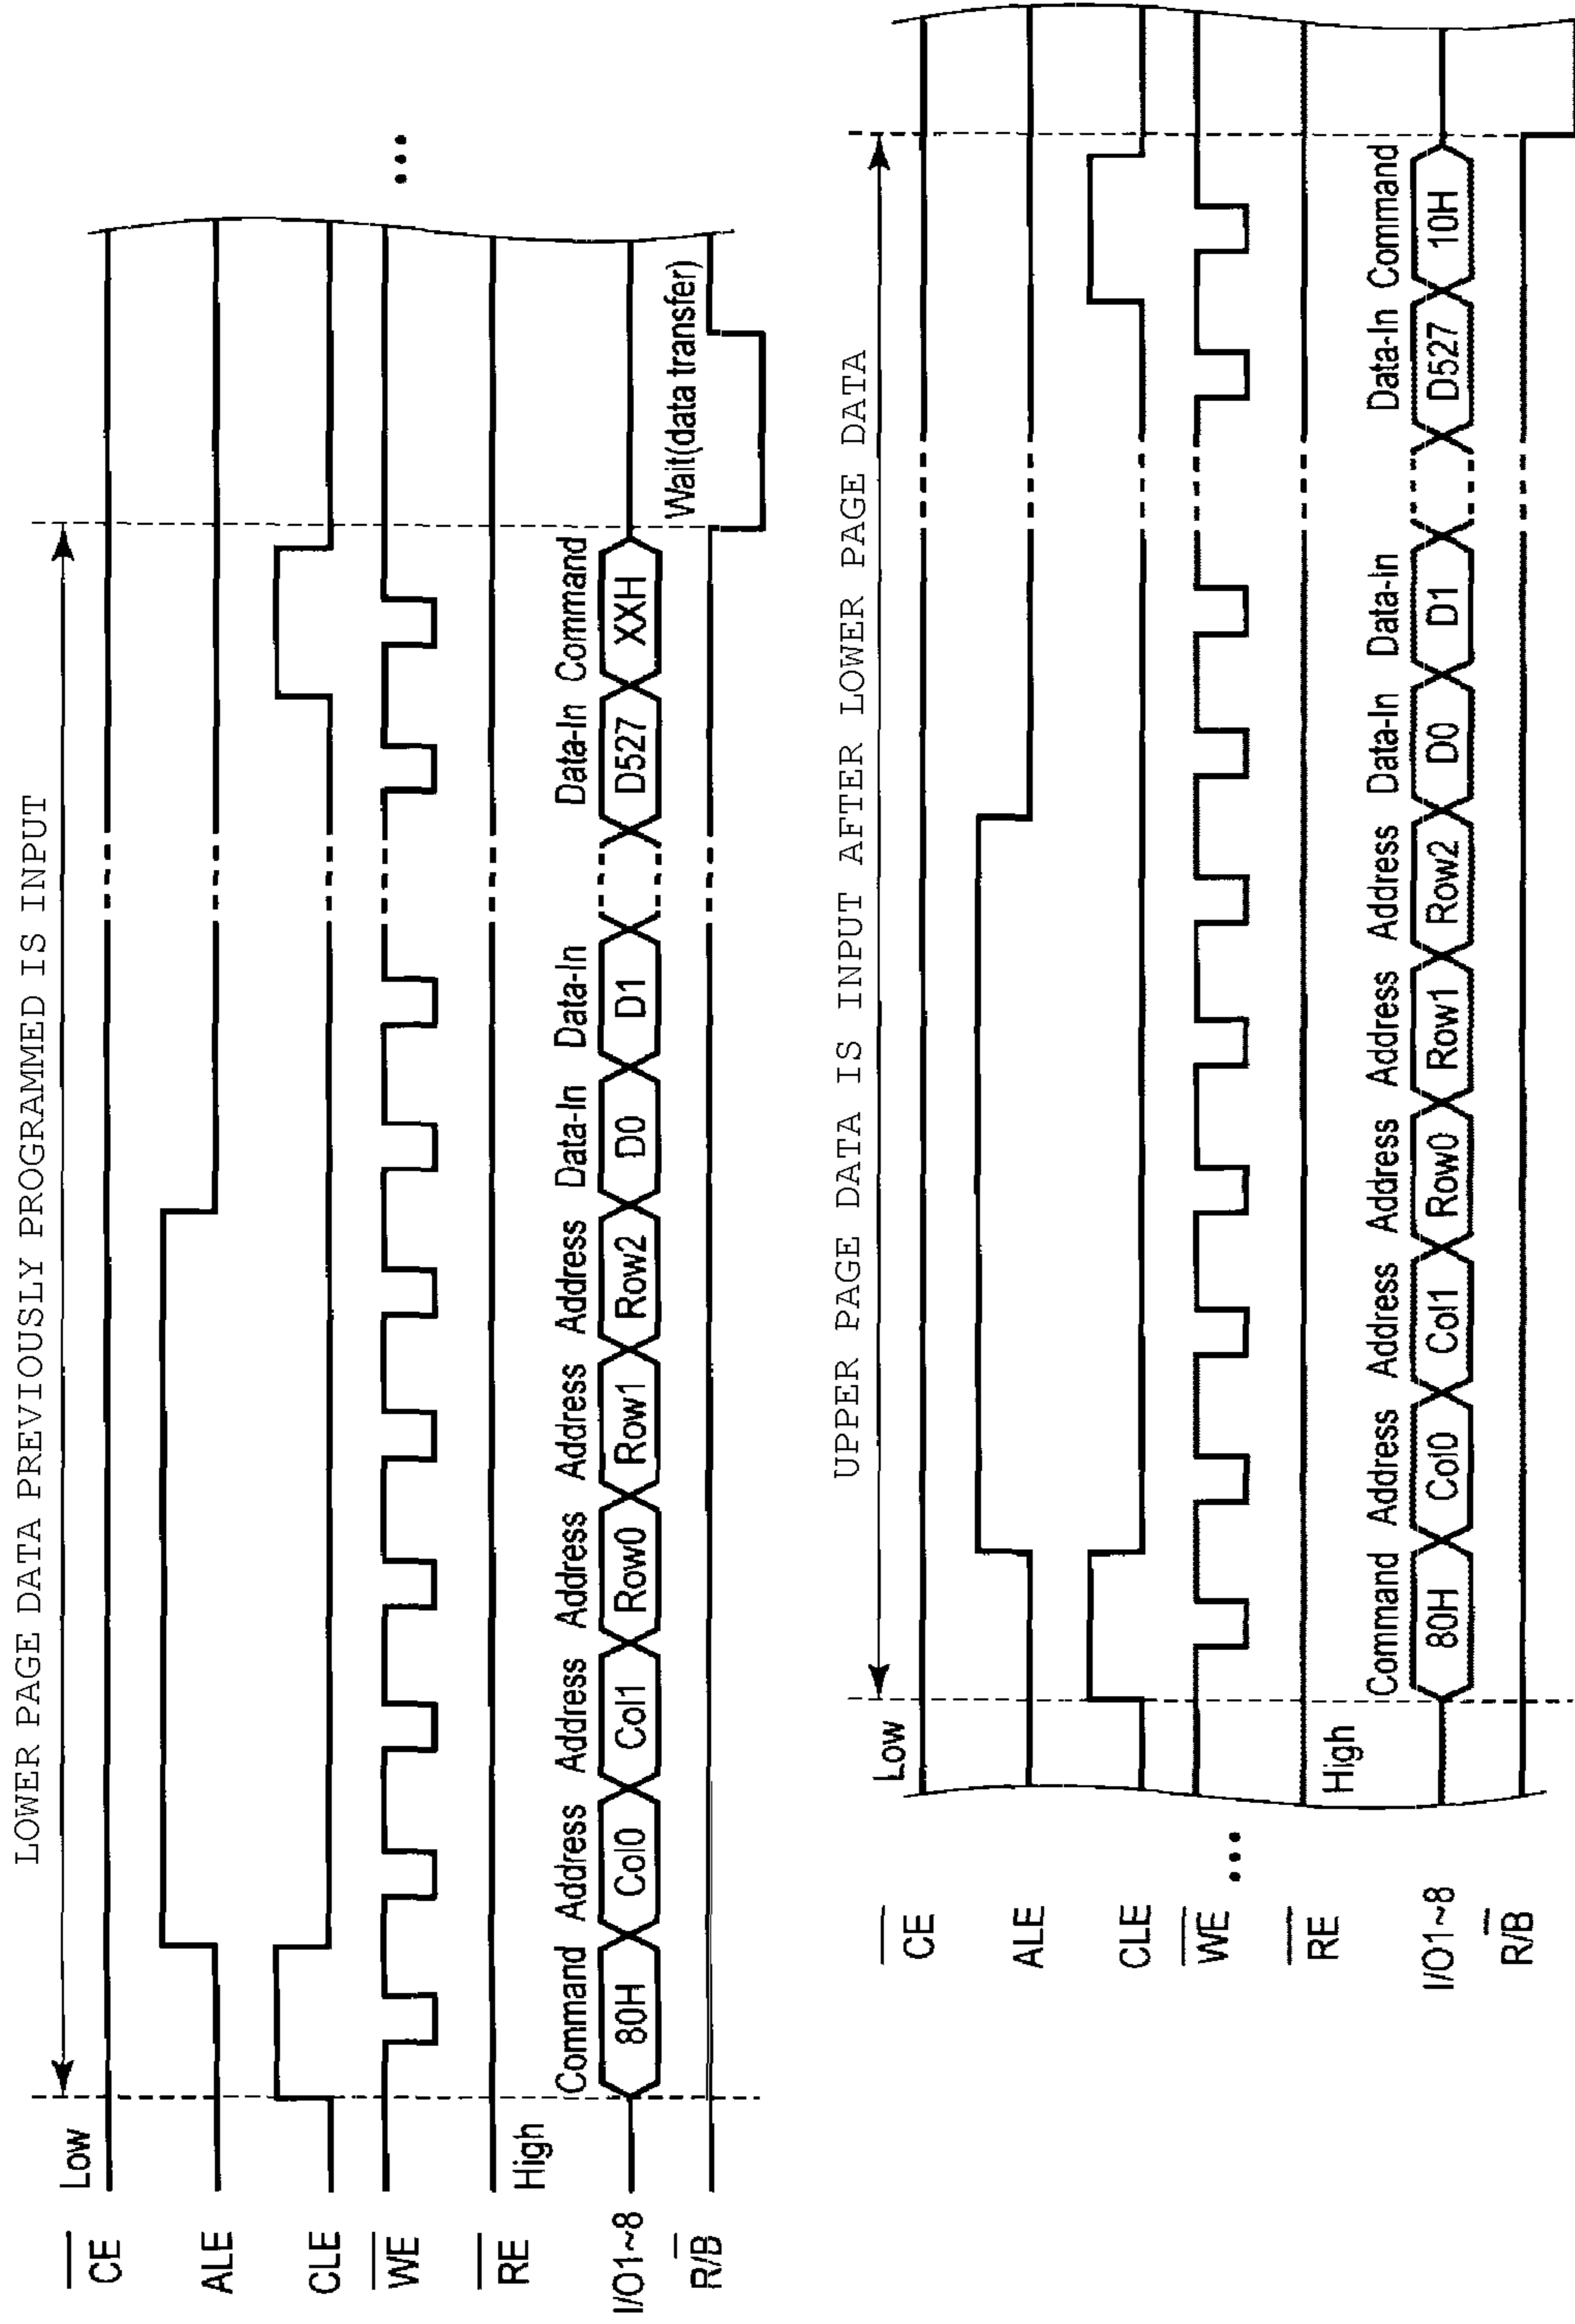 LOWER PAGE DATA PREVIOUSLY PROGRAMMED IS INPUT
CE Low
ALE
CLE
WE ...
RE High
Command Address Address Address Address Address Data-In Data-In Data-In Command
I/O1~8 80H Col0 Col1 Row0 Row1 Row2 D0 D1 D527 XXH
Wait(data transfer)
R/B
UPPER PAGE DATA IS INPUT AFTER LOWER PAGE DATA
CE Low
ALE
CLE
WE ...
RE High
Command Address Address Address Address Address Data-In Data-In Data-In Command
I/O1~8 80H Col0 Col1 Row0 Row1 Row2 D0 D1 D527 10H
R/B